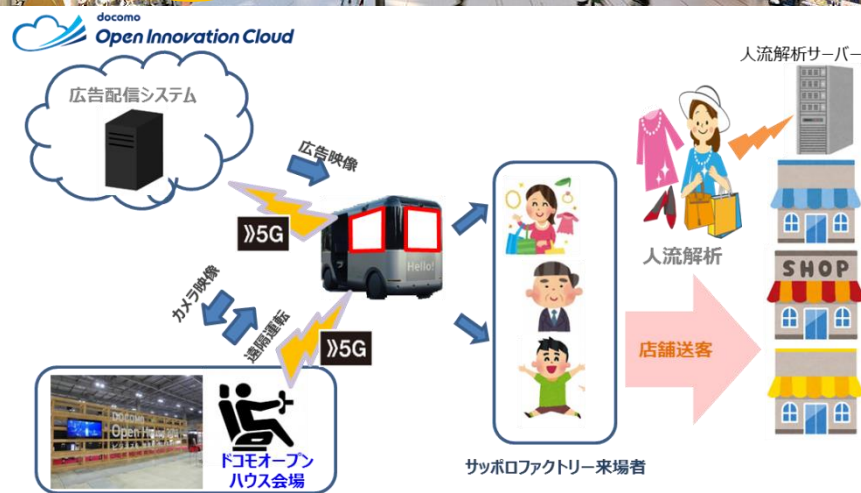 docomo
Open Innovation Cloud
人流解析サーバー
広告配信システム
広告映像
》5G
Hello!
人流解析
SHOP
カメラ映像
遠隔運転
》5G
店舗送客
docomo
Open House
ドコモオープン
ハウス会場
サッポロファクトリー来場者